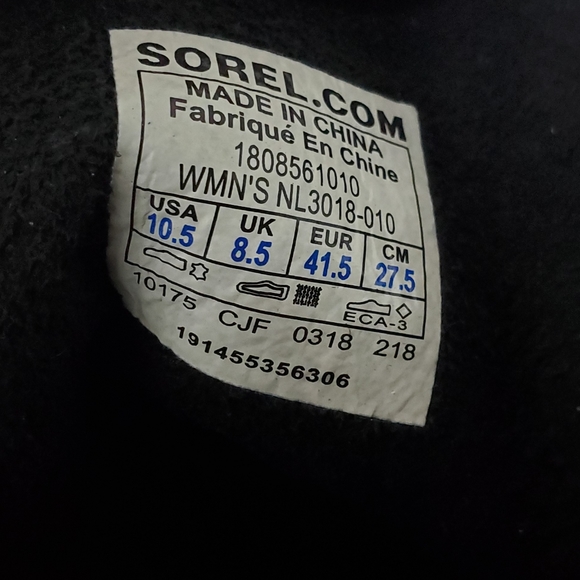 SOREL.COM
MADE IN CHINA
Fabriqué En Chine
1808561010
WMN'S NL3018-010
USA UK EUR CM
10.5 8.5 41.5 27.5
ECA-3
10175 CJF 0318 218
191455356306